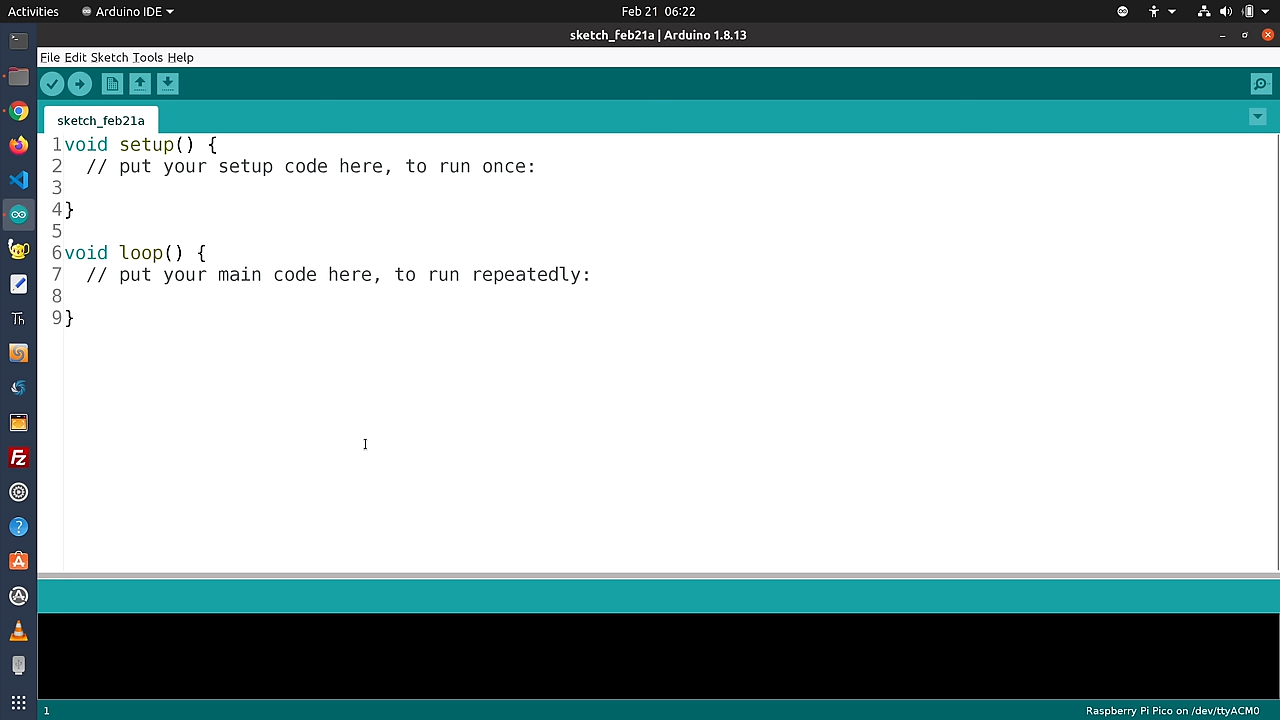 Activities
Arduino IDE
Feb 21 06:22
sketch_feb21a | Arduino 1.8.13
File Edit Sketch Tools Help
sketch_feb21a
1 void setup() {
2 // put your setup code here, to run once:
3
4 }
5
6 void loop() {
7 // put your main code here, to run repeatedly:
8
9 }
Th
FZ
?
A
A
1
Raspberry Pi Pico on /dev/ttyACM0